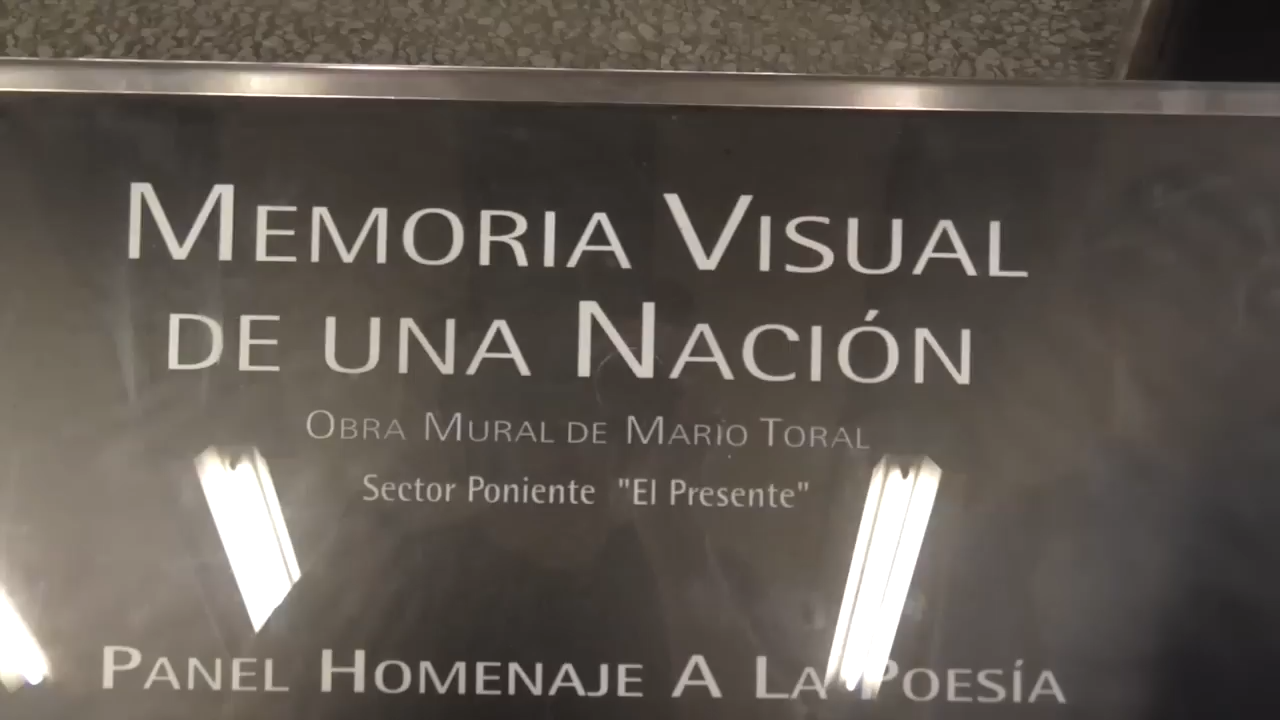 MEMORIA VISUAL
DE UNA NACIÓN
OBRA MURAL DE MARIO TORAL
Sector Poniente "El Presente"
PANEL HOMENAJE A LA POESÍA